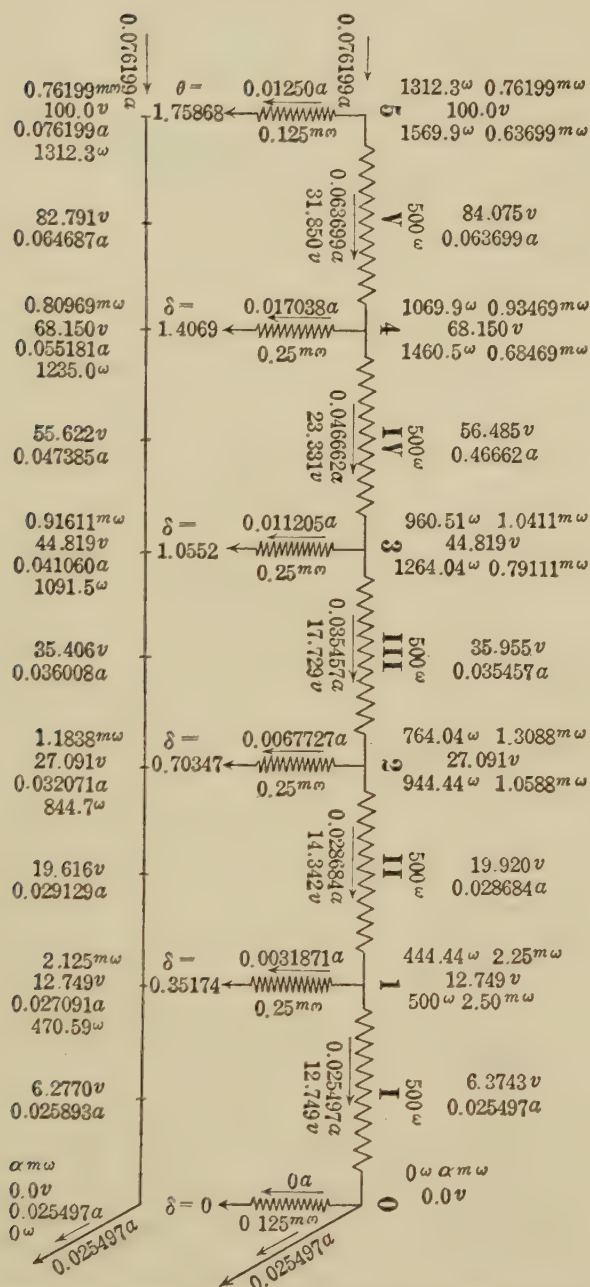 0.076199a
0.076199a
0.76199mω
100.0v
0.076199a
1312.3ω
θ =
1.75868
0.01250a
0.125mω
5
1312.3ω 0.76199mω
100.0v
1569.9ω 0.63699mω
82.791v
0.064687a
0.063699a
31.850v
V
500ω
84.075v
0.063699a
0.80969mω
68.150v
0.055181a
1235.0ω
δ =
1.4069
0.017038a
0.25mω
4
1069.9ω 0.93469mω
68.150v
1460.5ω 0.68469mω
55.622v
0.047385a
0.046662a
23.331v
IV
500ω
56.485v
0.46662a
0.91611mω
44.819v
0.041060a
1091.5ω
δ =
1.0552
0.011205a
0.25mω
3
960.51ω 1.0411mω
44.819v
1264.04ω 0.79111mω
35.406v
0.036008a
0.035457a
17.729v
III
500ω
35.955v
0.035457a
1.1838mω
27.091v
0.032071a
844.7ω
δ =
0.70347
0.0067727a
0.25mω
2
764.04ω 1.3088mω
27.091v
944.44ω 1.0588mω
19.616v
0.029129a
0.028684a
14.342v
II
500ω
19.920v
0.028684a
2.125mω
12.749v
0.027091a
470.59ω
δ =
0.35174
0.0031871a
0.25mω
1
444.44ω 2.25mω
12.749v
500ω 2.50mω
6.2770v
0.025893a
0.025497a
12.749v
I
500ω
6.3743v
0.025497a
αmω
0.0v
0.025497a
0ω
0.025497a
δ = 0
0a
0 125mω
0.025497a
0
0ω αmω
0.0v